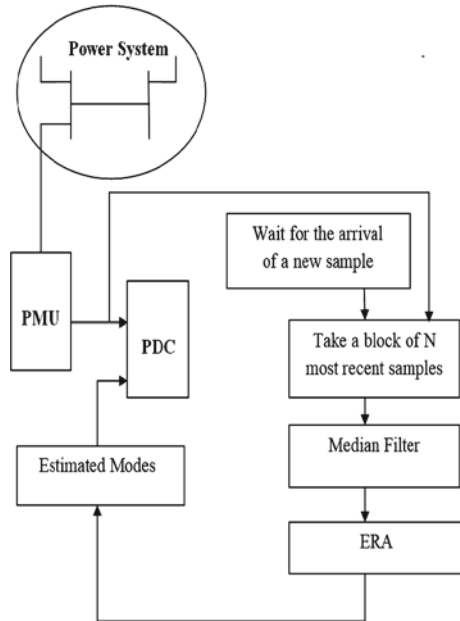 Power System
Wait for the arrival
of a new sample
PMU
PDC
Take a block of N
most recent samples
Median Filter
Estimated Modes
ERA